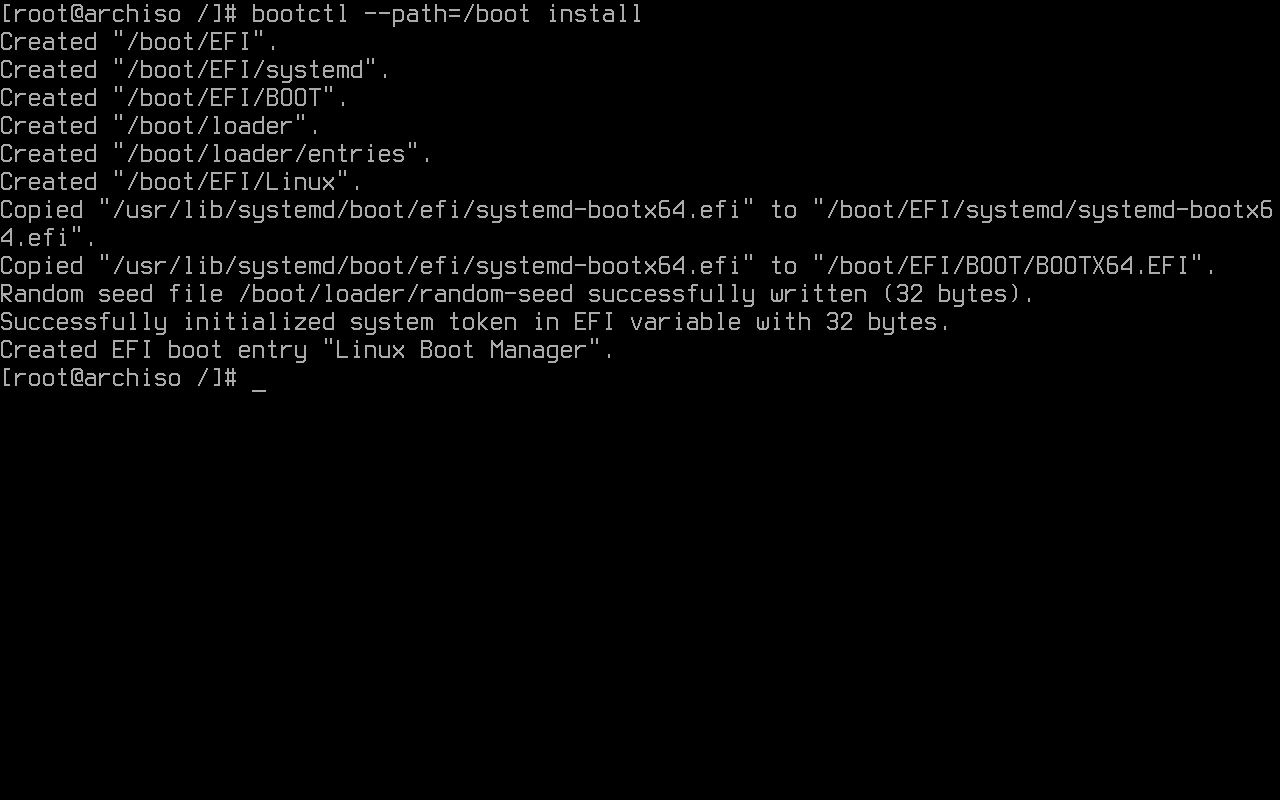 [root@archiso /]# bootctl --path=/boot install
Created "/boot/EFI".
Created "/boot/EFI/systemd".
Created "/boot/EFI/BOOT".
Created "/boot/loader".
Created "/boot/loader/entries".
Created "/boot/EFI/Linux".
Copied "/usr/lib/systemd/boot/efi/systemd-bootx64.efi" to "/boot/EFI/systemd/systemd-bootx6
4.efi".
Copied "/usr/lib/systemd/boot/efi/systemd-bootx64.efi" to "/boot/EFI/BOOT/BOOTX64.EFI".
Random seed file /boot/loader/random-seed successfully written (32 bytes).
Successfully initialized system token in EFI variable with 32 bytes.
Created EFI boot entry "Linux Boot Manager".
[root@archiso /]# _